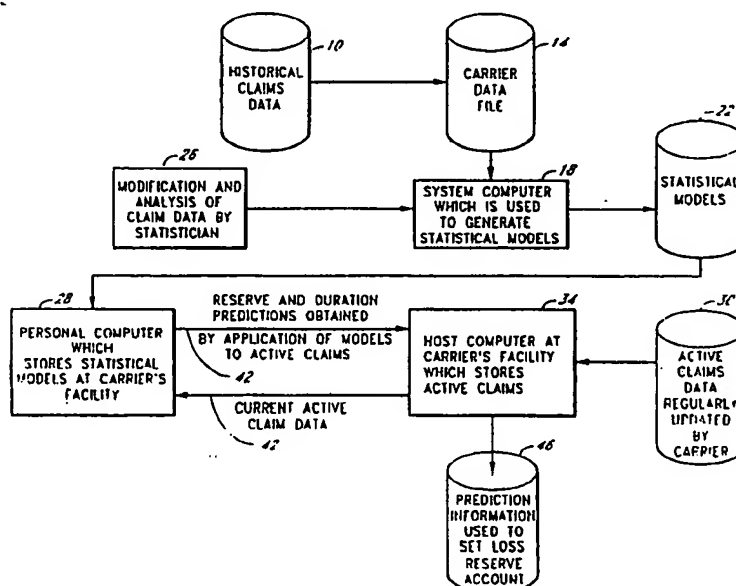 10
HISTORICAL
CLAIMS
DATA
14
CARRIER
DATA
FILE
22
STATISTICAL
MODELS
26
MODIFICATION AND
ANALYSIS OF
CLAIM DATA BY
STATISTICIAN
18
SYSTEM COMPUTER
WHICH IS USED
TO GENERATE
STATISTICAL MODELS
28
PERSONAL COMPUTER
WHICH
STORES STATISTICAL
MODELS AT CARRIER'S
FACILITY
RESERVE AND DURATION
PREDICTIONS OBTAINED
BY APPLICATION OF MODELS
TO ACTIVE CLAIMS
42
CURRENT ACTIVE
CLAIM DATA
42
34
HOST COMPUTER AT
CARRIER'S FACILITY
WHICH STORES
ACTIVE CLAIMS
30
ACTIVE
CLAIMS
DATA
REGULARLY
UPDATED
BY
CARRIER
46
PREDICTION
INFORMATION
USED TO
SET LOSS
RESERVE
ACCOUNT